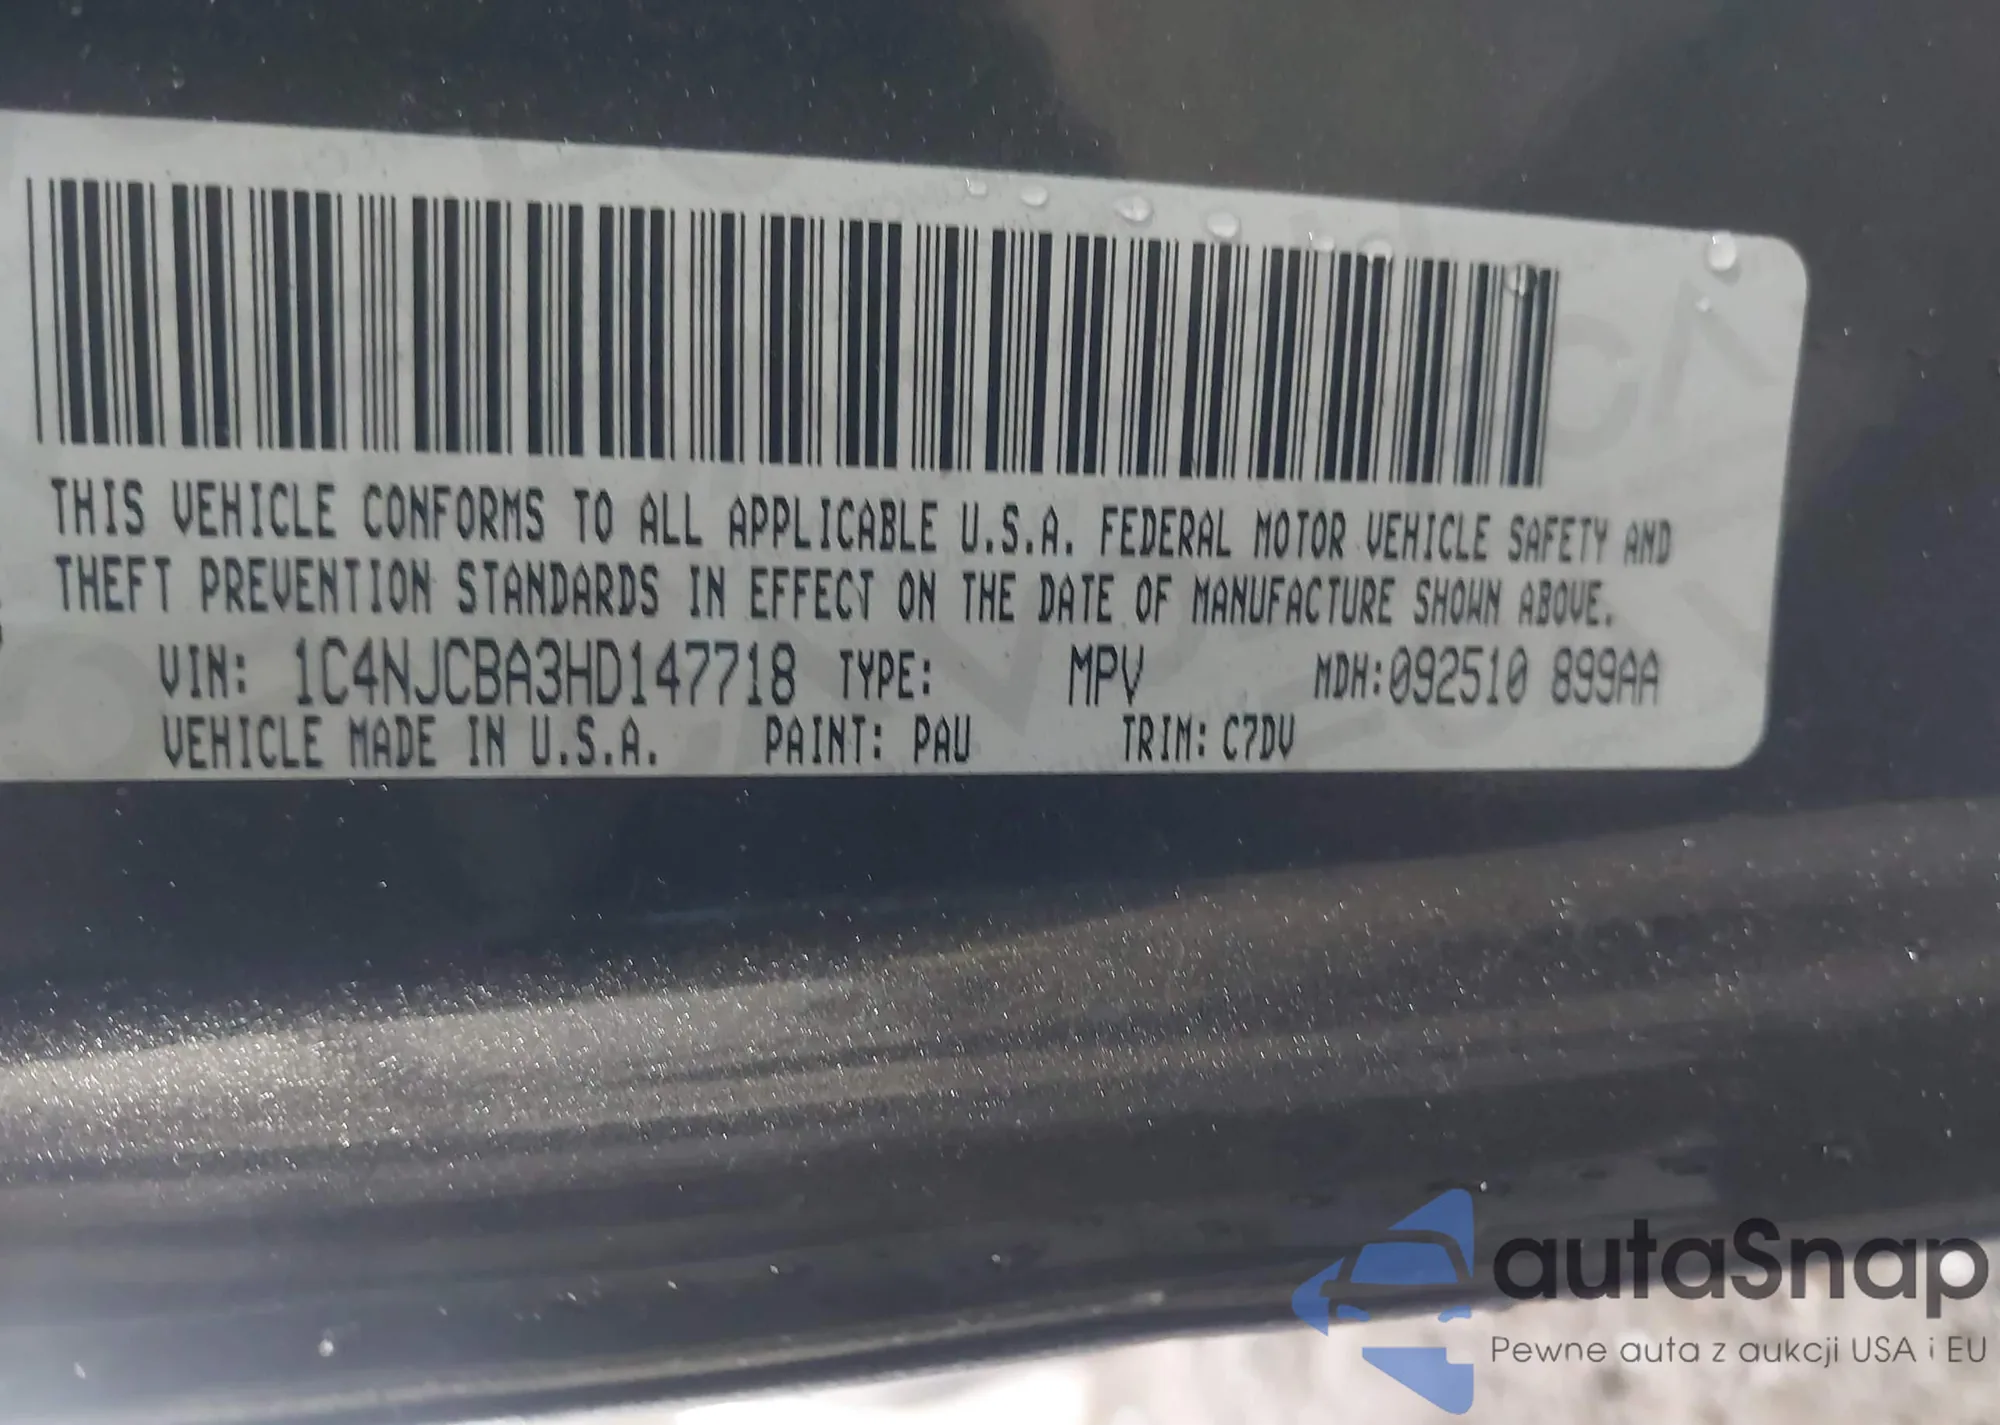 THIS VEHICLE CONFORMS TO ALL APPLICABLE U.S.A. FEDERAL MOTOR VEHICLE SAFETY AND
THEFT PREVENTION STANDARDS IN EFFECT ON THE DATE OF MANUFACTURE SHOWN ABOVE.
VIN: 1C4NJCBA3HD147718 TYPE: MPV MDH:092510 899AA
VEHICLE MADE IN U.S.A. PAINT: PAU TRIM: C7DV
autaSnap
Pewne auta z aukcji USA i EU